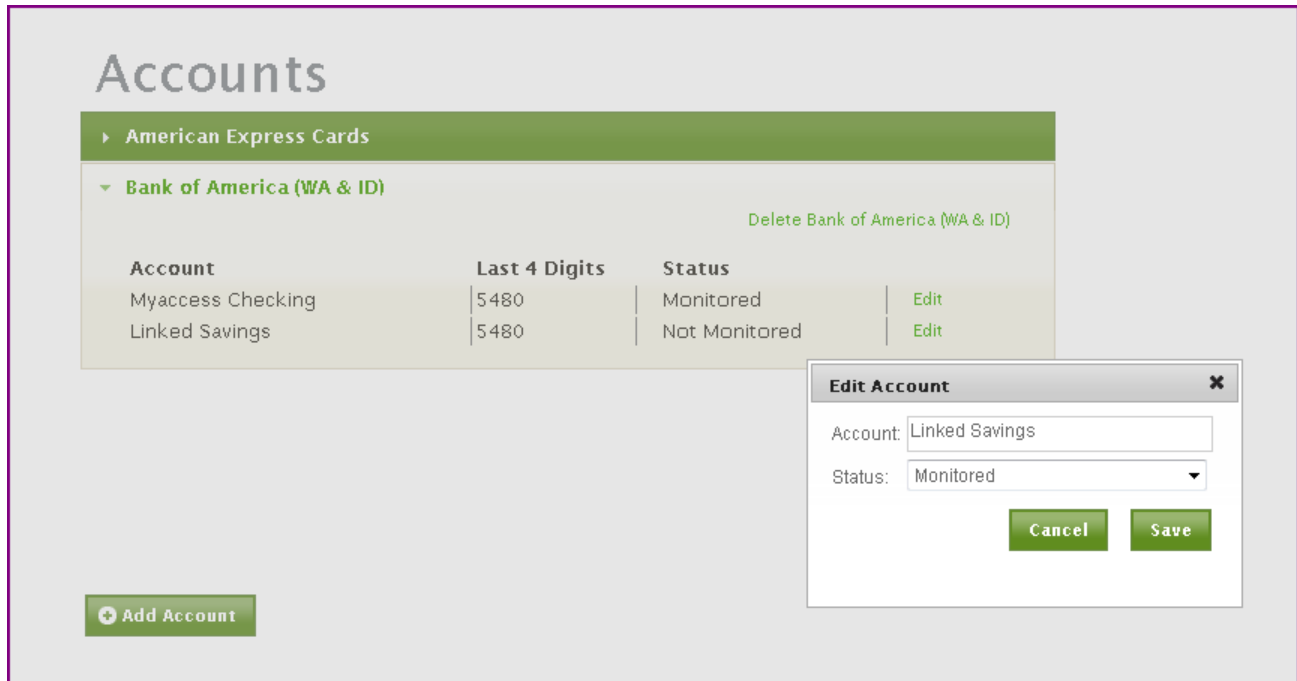 Accounts
American Express Cards
Bank of America (WA & ID)
Delete Bank of America (WA & ID)
Account Last 4 Digits Status
Myaccess Checking 5480 Monitored Edit
Linked Savings 5480 Not Monitored Edit
Edit Account
Account: Linked Savings
Status: Monitored
Cancel Save
Add Account